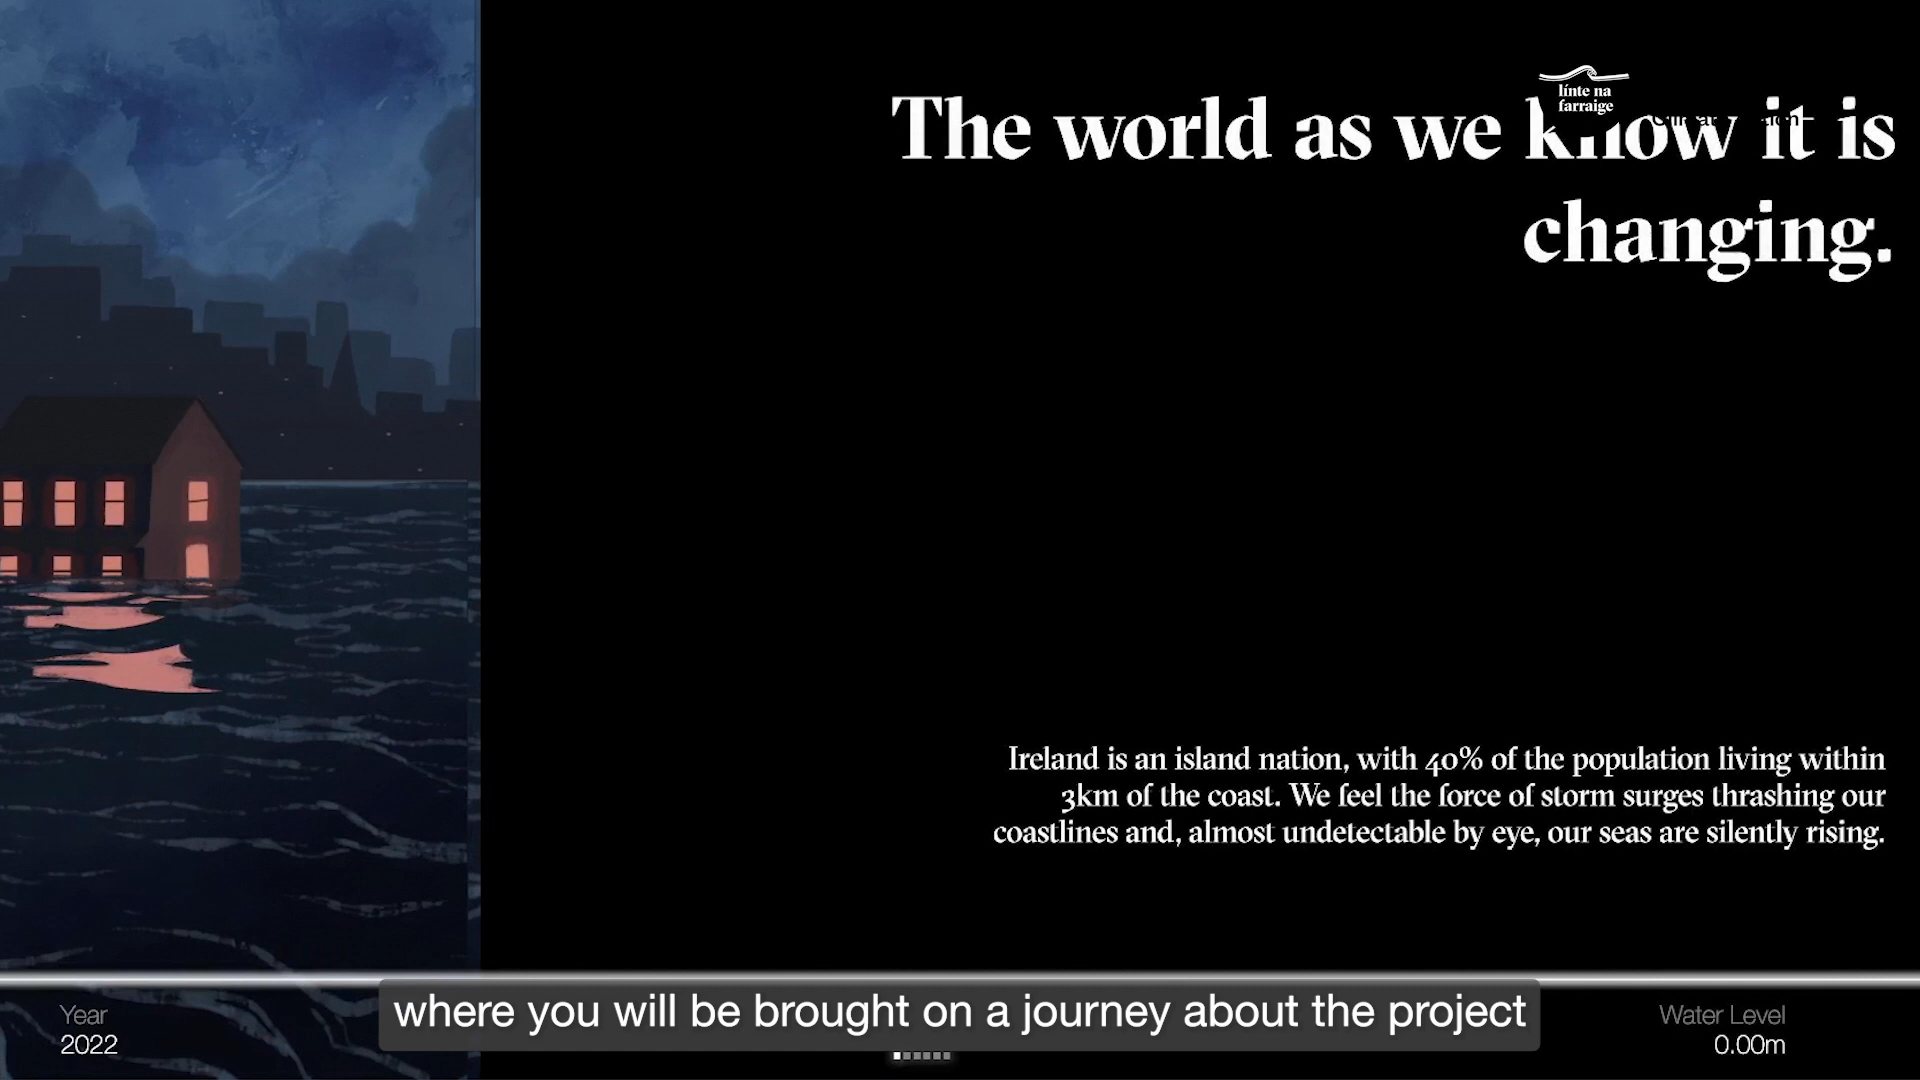 línte na
farraige
The world as we know it is
changing.
Ireland is an island nation, with 40% of the population living within
3km of the coast. We feel the force of storm surges thrashing our
coastlines and, almost undetectable by eye, our seas are silently rising.
where you will be brought on a journey about the project
Year
2022
Water Level
0.00m